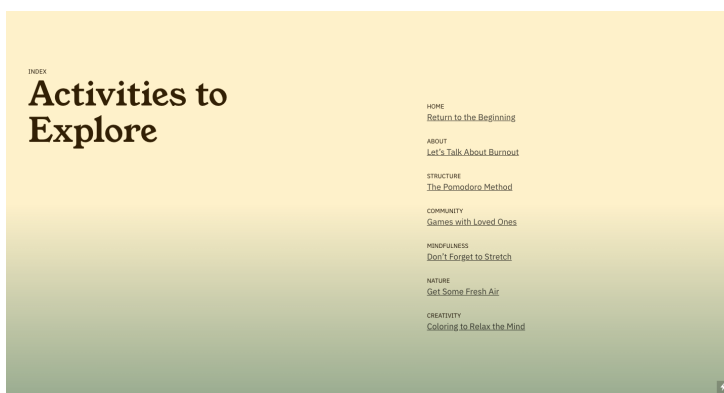 INDEX
Activities to
Explore
HOME
Return to the Beginning
ABOUT
Let's Talk About Burnout
STRUCTURE
The Pomodoro Method
COMMUNITY
Games with Loved Ones
MINDFULNESS
Don't Forget to Stretch
NATURE
Get Some Fresh Air
CREATIVITY
Coloring to Relax the Mind